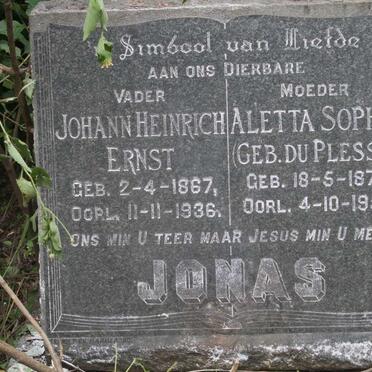 Simbool van Liefde
AAN ONS DIERBARE
VADER MOEDER
JOHANN HEINRICH ALETTA SOPH
ERNST (GEB. DU PLESS
GEB. 2-4-1867, GEB. 18-5-187
OORL. 11-11-1936. OORL. 4-10-19
ONS MIN U TEER MAAR JESUS MIN U ME
JONAS